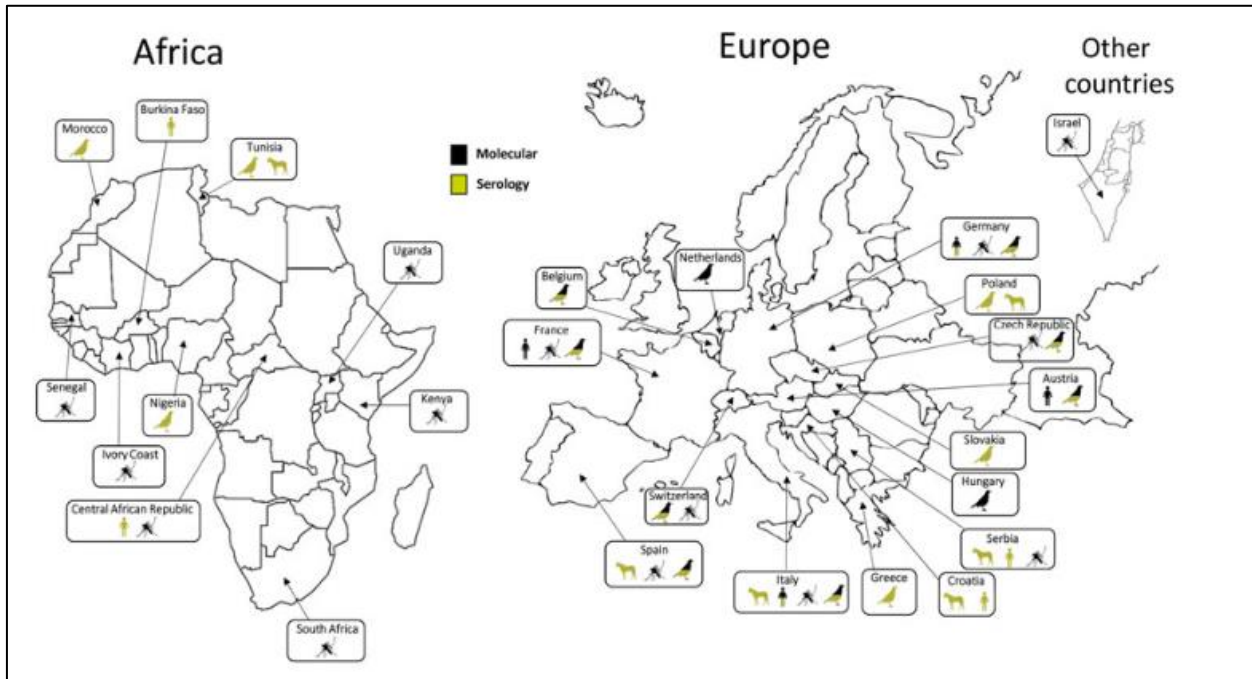 Africa
Europe
Other
countries
Burkina Faso
Morocco
Tunisia
Israel
Molecular
Serology
Uganda
Germany
Netherlands
Belgium
Poland
France
Czech Republic
Austria
Senegal
Nigeria
Kenya
Slovakia
Ivory Coast
Hungary
Switzerland
Central African Republic
Serbia
Spain
Italy
Greece
Croatia
South Africa